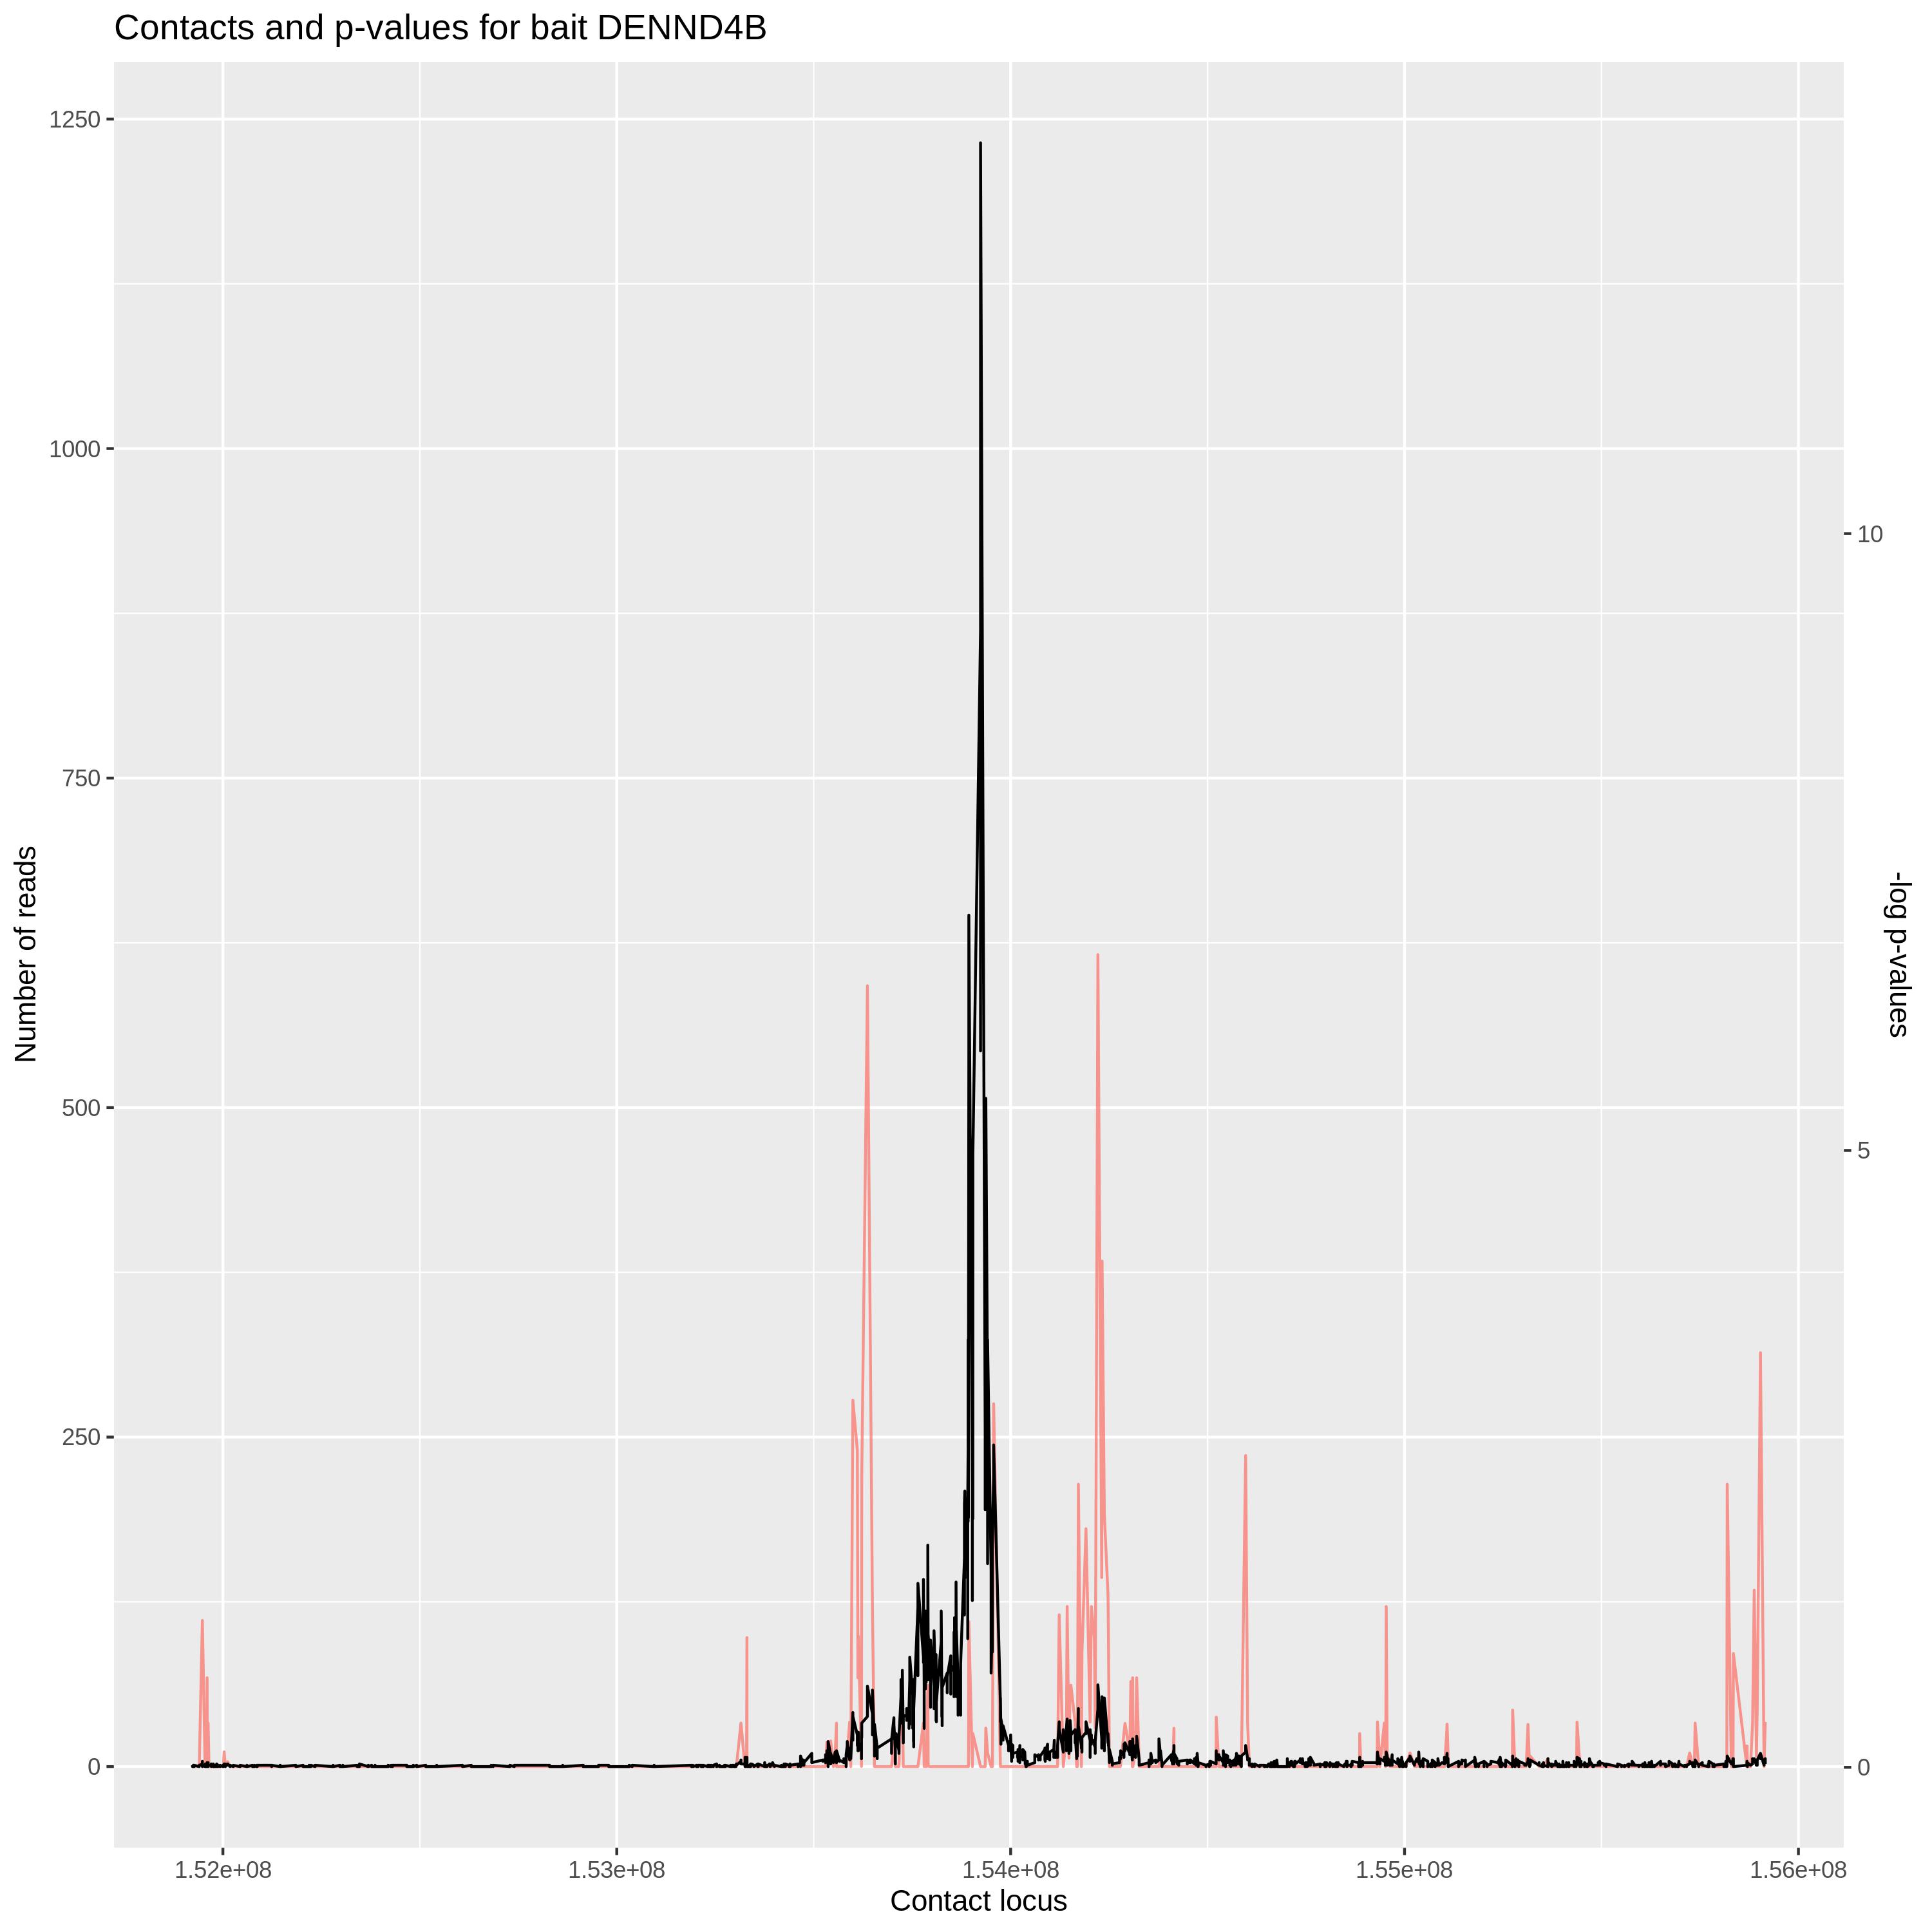 Contacts and p-values for bait DENND4B
1250
1000
750
500
250
0
Number of reads
10
5
0
-log p-values
1.52e+08
1.53e+08
1.54e+08
1.55e+08
1.56e+08
Contact locus